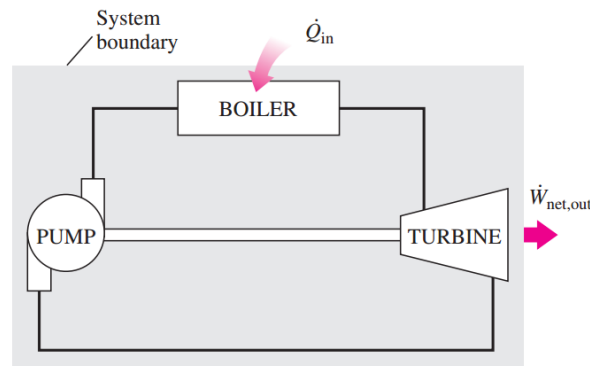 System
boundary
Q̇in
BOILER
Ẇnet,out
PUMP
TURBINE